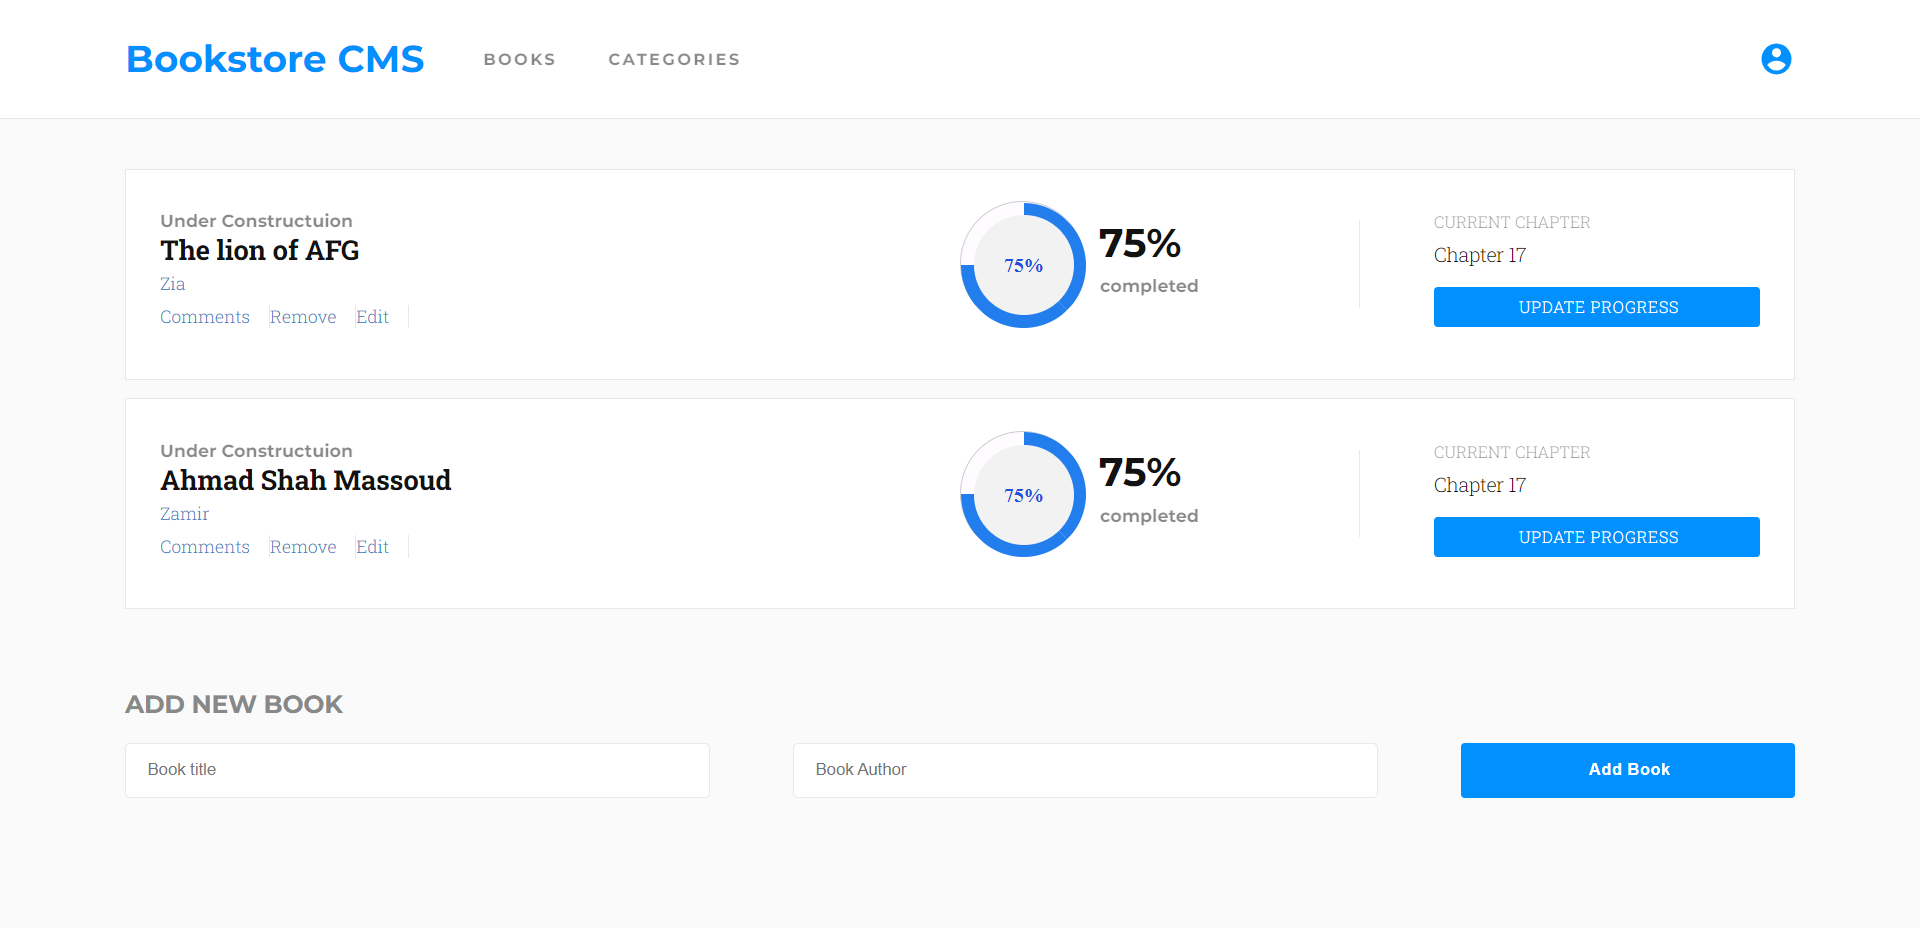 Bookstore CMS BOOKS CATEGORIES
Under Constructuion
The lion of AFG
Zia
Comments Remove Edit
75%
75%
completed
CURRENT CHAPTER
Chapter 17
UPDATE PROGRESS
Under Constructuion
Ahmad Shah Massoud
Zamir
Comments Remove Edit
75%
75%
completed
CURRENT CHAPTER
Chapter 17
UPDATE PROGRESS
ADD NEW BOOK
Book title Book Author Add Book